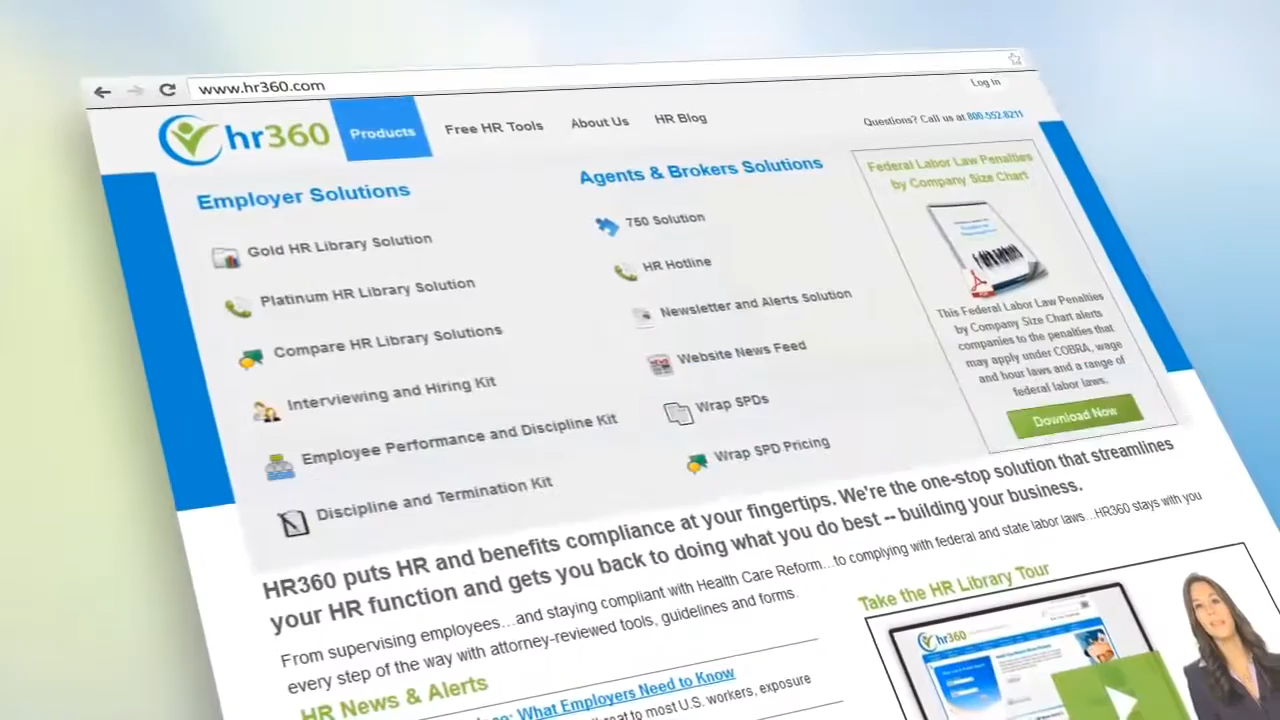 www.hr360.com
Log In
hr360
Products
Free HR Tools
About Us
HR Blog
Questions? Call us at 800.552.8211
Employer Solutions
Gold HR Library Solution
Platinum HR Library Solution
Compare HR Library Solutions
Interviewing and Hiring Kit
Employee Performance and Discipline Kit
Discipline and Termination Kit
Agents & Brokers Solutions
750 Solution
HR Hotline
Newsletter and Alerts Solution
Website News Feed
Wrap SPDs
Wrap SPD Pricing
Federal Labor Law Penalties
by Company Size Chart
This Federal Labor Law Penalties
by Company Size Chart alerts
companies to the penalties that
may apply under COBRA, wage
and hour laws and a range of
federal labor laws.
Download Now
HR360 puts HR and benefits compliance at your fingertips. We're the one-stop solution that streamlines
your HR function and gets you back to doing what you do best -- building your business.
From supervising employees...and staying compliant with Health Care Reform...to complying with federal and state labor laws...HR360 stays with you
every step of the way with attorney-reviewed tools, guidelines and forms.
HR News & Alerts
What Employers Need to Know
to most U.S. workers, exposure
Take the HR Library Tour
hr360